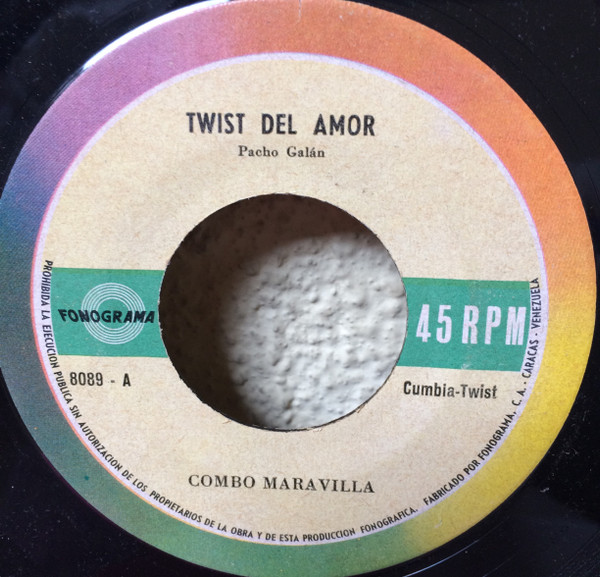 TWIST DEL AMOR
Pacho Galán
FONOGRAMA
45 RPM
8089 - A
Cumbia-Twist
COMBO MARAVILLA
PROHIBIDA LA EJECUCION PUBLICA SIN AUTORIZACION DE LOS PROPIETARIOS DE LA OBRA Y DE ESTA PRODUCCION FONOGRAFICA. FABRICADO POR FONOGRAMA, C. A. - CARACAS - VENEZUELA